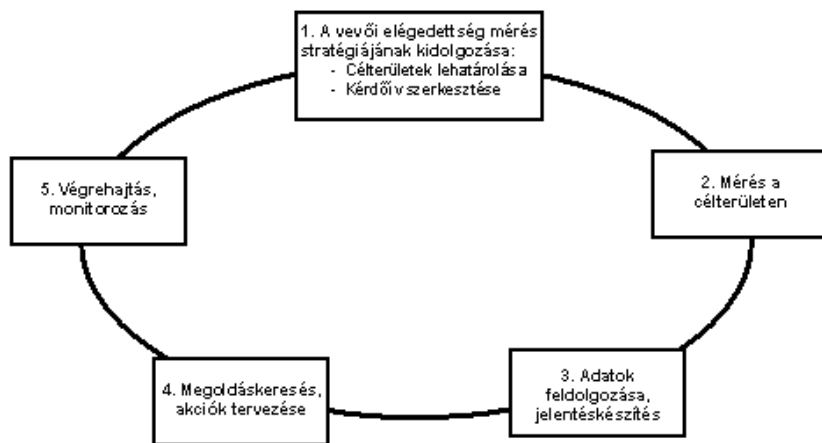 1. A vevői elégedettség mérés
stratégiájának kidolgozása:
- Célterületek lehatárolása
- Kérdőív szerkesztése
2. Mérés a
célterületen
3. Adatok
feldolgozása,
jelentéskészítés
4. Megoldáskeresés,
akciók tervezése
5. Végrehajtás,
monitorozás